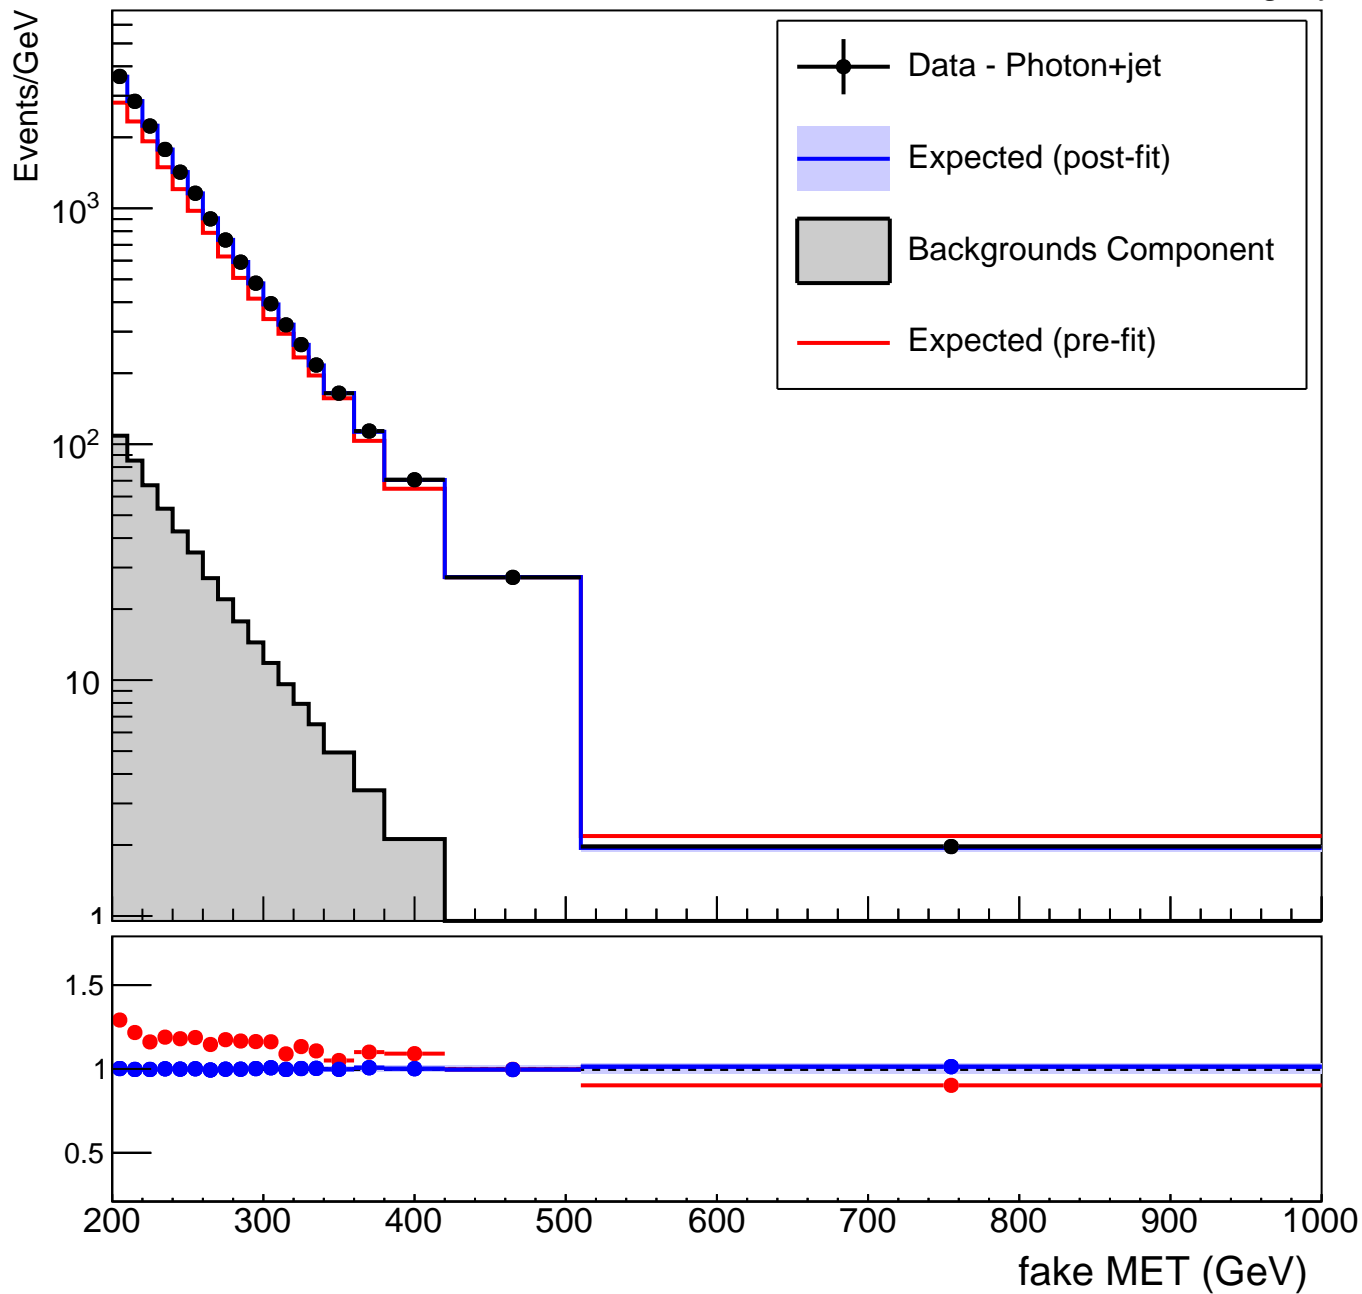 Events/GeV
Data - Photon+jet
Expected (post-fit)
Backgrounds Component
Expected (pre-fit)
10³
10²
10
1
1.5
1
0.5
200 300 400 500 600 700 800 900 1000
fake MET (GeV)